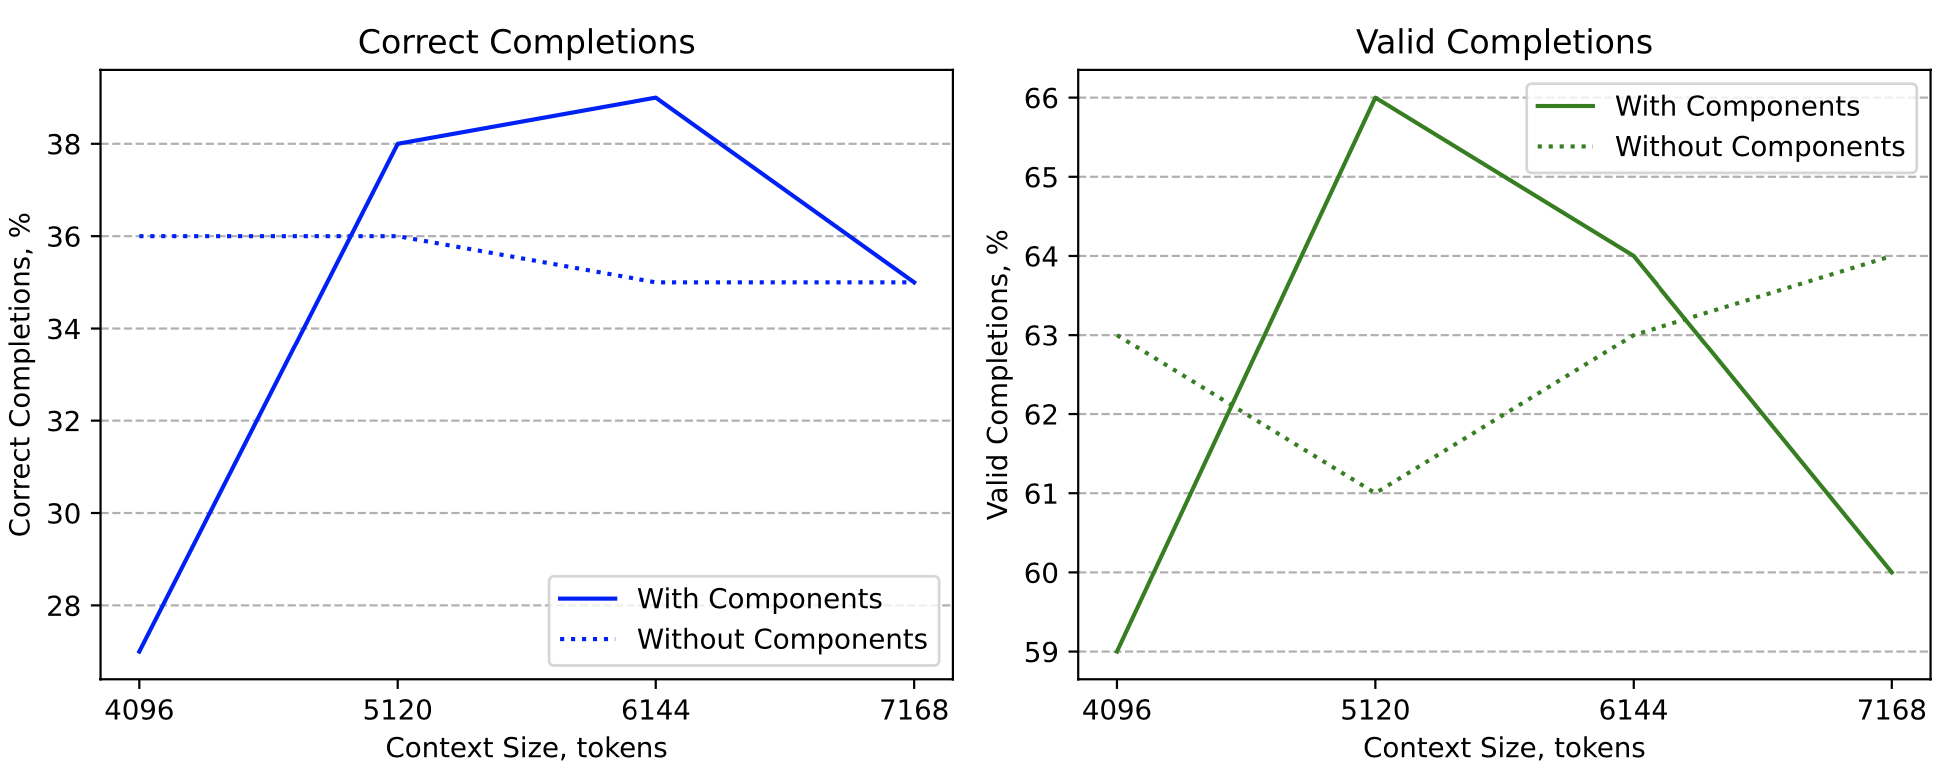 Correct Completions
Correct Completions, %
38
36
34
32
30
28
With Components
Without Components
4096 5120 6144 7168
Context Size, tokens
Valid Completions
Valid Completions, %
66
65
64
63
62
61
60
59
With Components
Without Components
4096 5120 6144 7168
Context Size, tokens